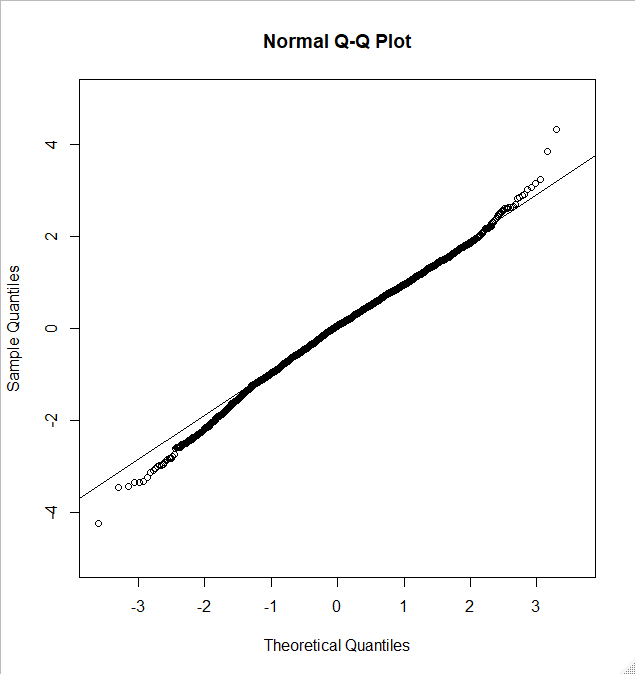 Normal Q-Q Plot
4
2
0
-2
-4
Sample Quantiles
-3 -2 -1 0 1 2 3
Theoretical Quantiles